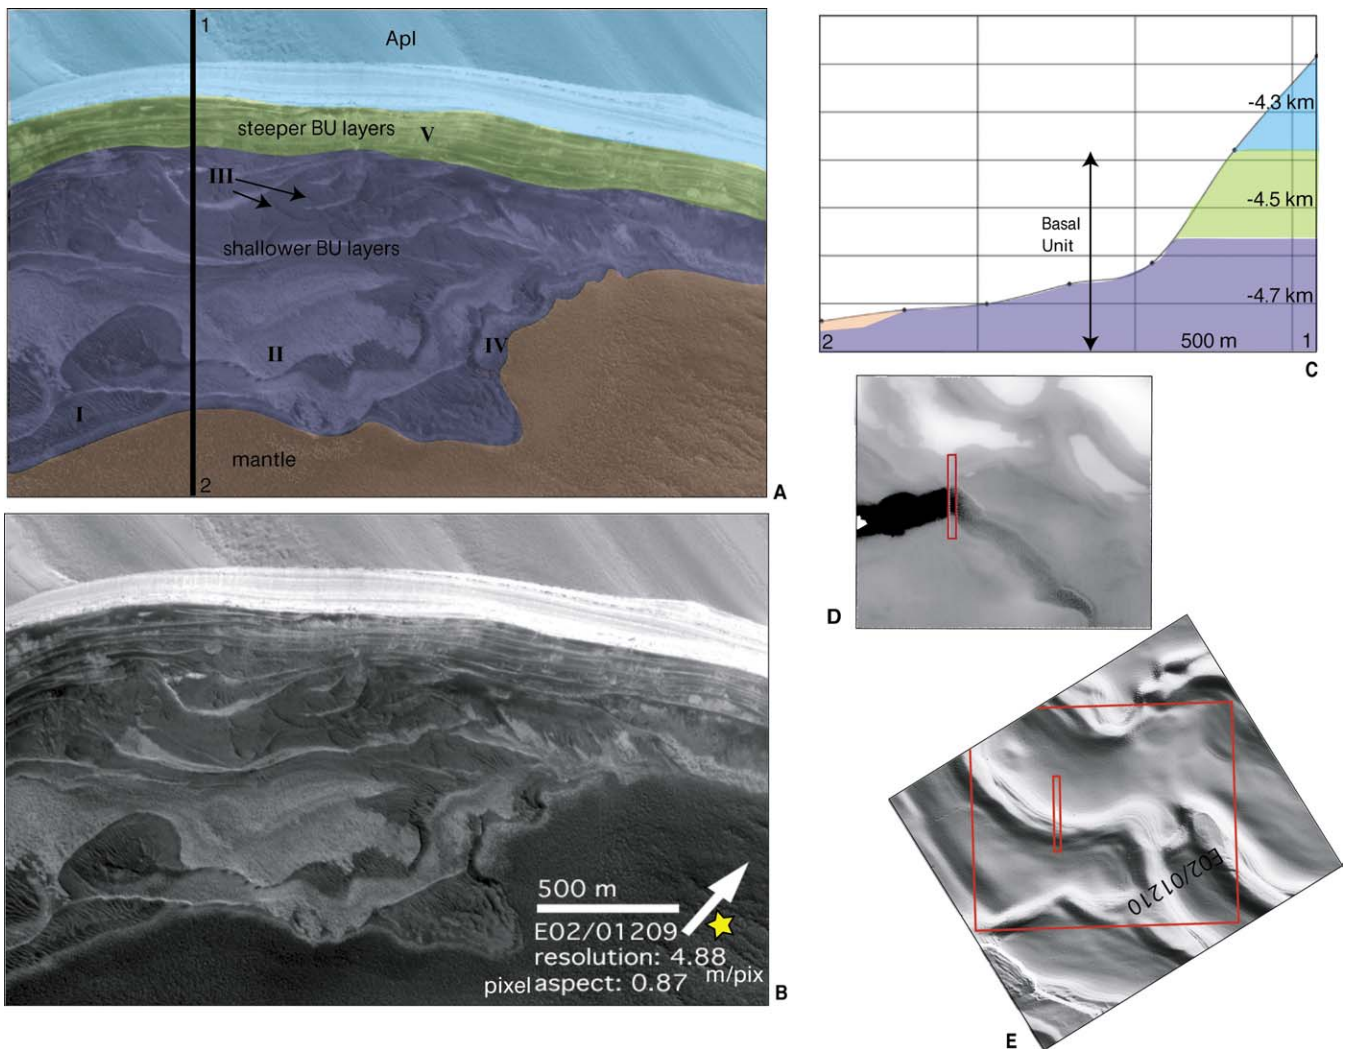 1
Apl
steeper BU layers
V
III
shallower BU layers
II
IV
I
mantle
2
A
-4.3 km
-4.5 km
Basal
Unit
-4.7 km
2
500 m
1
C
D
500 m
E02/01209
resolution: 4.88
m/pix
pixel aspect: 0.87
B
E02/01210
E